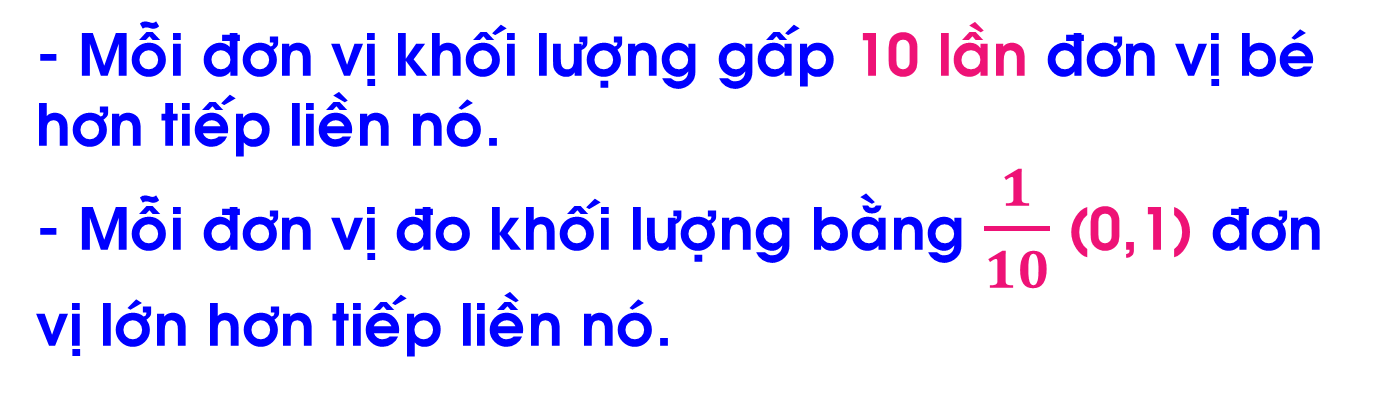 - Mỗi đơn vị khối lượng gấp 10 lần đơn vị bé
hơn tiếp liền nó.
- Mỗi đơn vị đo khối lượng bằng 1/10 (0,1) đơn
vị lớn hơn tiếp liền nó.